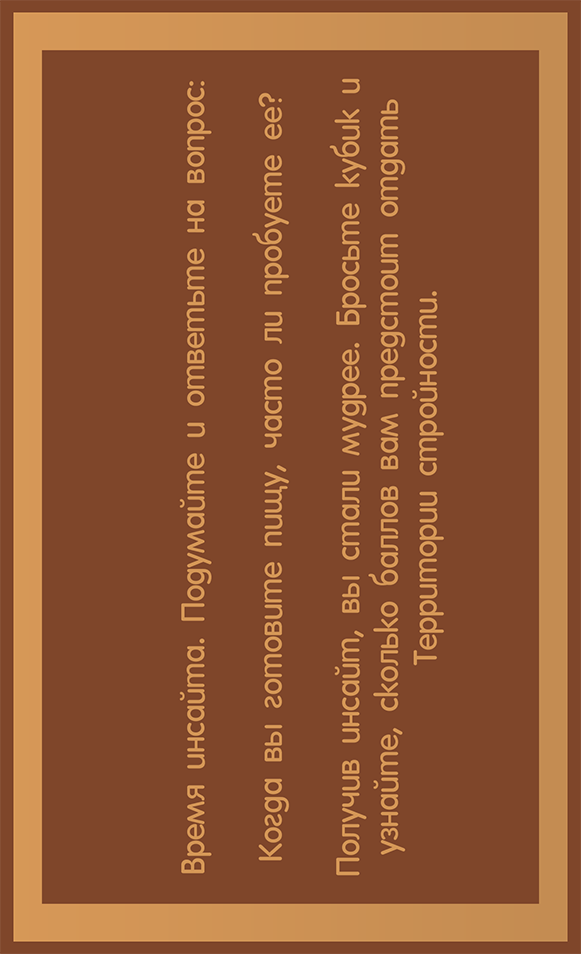 Время инсайта. Подумайте и ответьте на вопрос:
Когда вы готовите пищу, часто ли пробуете ее?
Получив инсайт, вы стали мудрее. Бросьте кубик и
узнайте, сколько баллов вам предстоит отдать
Территории стройности.